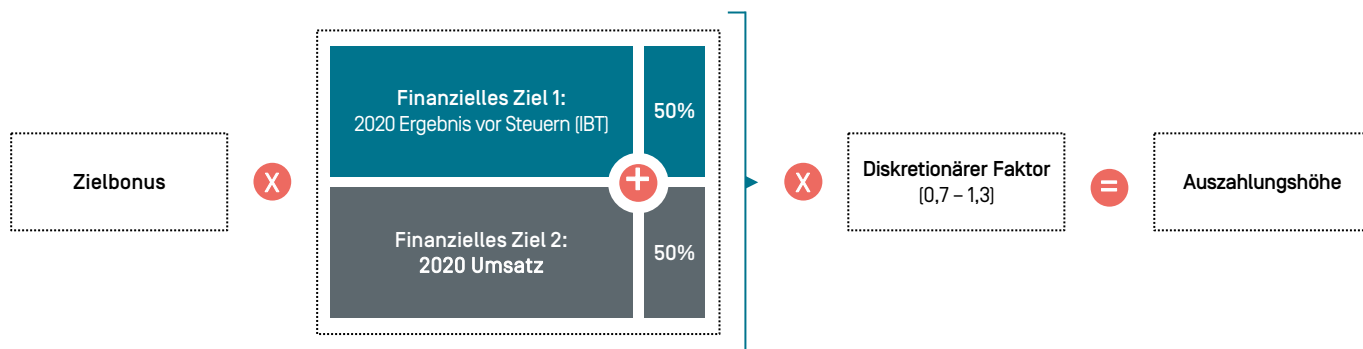 Zielbonus
X
Finanzielles Ziel 1:
2020 Ergebnis vor Steuern (IBT)
50%
+
Finanzielles Ziel 2:
2020 Umsatz
50%
X
Diskretionärer Faktor
(0,7 – 1,3)
=
Auszahlungshöhe